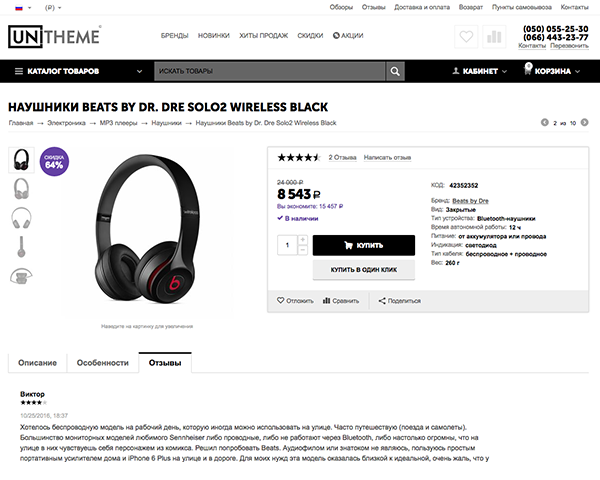 (₽)
Обзоры Отзывы Доставка и оплата Возврат Пункты самовывоза Контакты
UNITHEME
БРЕНДЫ НОВИНКИ ХИТЫ ПРОДАЖ СКИДКИ АКЦИИ
(050) 055-25-30
(066) 443-23-77
Контакты Перезвонить
КАТАЛОГ ТОВАРОВ
ИСКАТЬ ТОВАРЫ
КАБИНЕТ
0
КОРЗИНА
НАУШНИКИ BEATS BY DR. DRE SOLO2 WIRELESS BLACK
Главная → Электроника → MP3 плееры → Наушники → Наушники Beats by Dr. Dre Solo2 Wireless Black
2 из 10
СКИДКА
64%
wireless
b
Наведите на картинку для увеличения
2 Отзыва Написать отзыв
24 000 ₽
8 543 ₽
Вы экономите: 15 457 ₽
✓ В наличии
1
+
−
КУПИТЬ
КУПИТЬ В ОДИН КЛИК
КОД: 42352352
Бренд: Beats by Dre
Вид: Закрытые
Тип устройства: Bluetooth-наушники
Время автономной работы: 12 ч
Питание: от аккумулятора или провода
Индикация: светодиод
Тип кабеля: беспроводное + проводное
Вес: 260 г
Отложить Сравнить Поделиться
Описание Особенности Отзывы
Виктор
10/25/2016, 18:37
Хотелось беспроводную модель на рабочий день, которую иногда можно использовать на улице. Часто путешествую (поезда и самолеты).
Большинство мониторных моделей любимого Sennheiser либо проводные, либо не работают через Bluetooth, либо настолько огромны, что на
улице в них чувствуешь себя персонажем из комикса. Решил попробовать Beats. Аудиофилом или знатоком не являюсь, пользуюсь простым
портативным усилителем дома и iPhone 6 Plus на улице и в дороге. Для моих нужд эта модель оказалась близкой к идеальной, очень жаль, что у